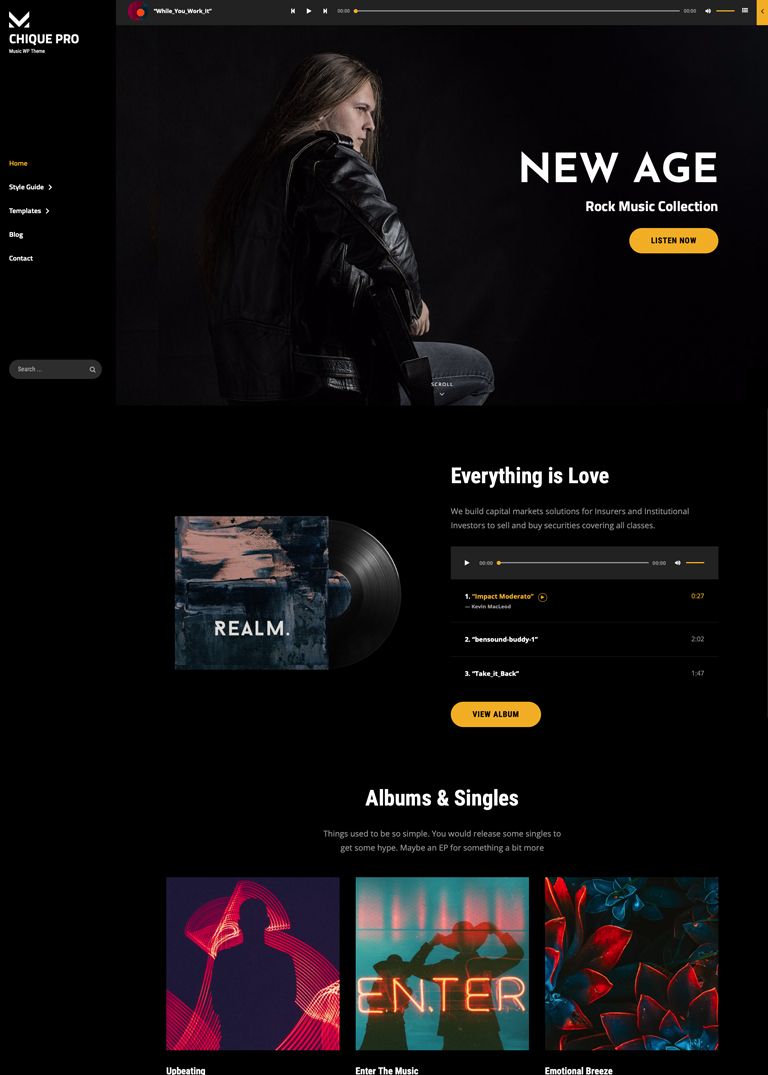 CHIQUE PRO
Music WP Theme
Home
Style Guide
Templates
Blog
Contact
Search ...
"While_You_Work_It"
00:00
00:00
NEW AGE
Rock Music Collection
LISTEN NOW
SCROLL
REALM.
Everything is Love
We build capital markets solutions for Insurers and Institutional
Investors to sell and buy securities covering all classes.
00:00
00:00
1. "Impact Moderato"
0:27
— Kevin MacLeod
2. "bensound-buddy-1"
2:02
3. "Take_it_Back"
1:47
VIEW ALBUM
Albums & Singles
Things used to be so simple. You would release some singles to
get some hype. Maybe an EP for something a bit more
EN.TER
Upbeating
Enter The Music
Emotional Breeze